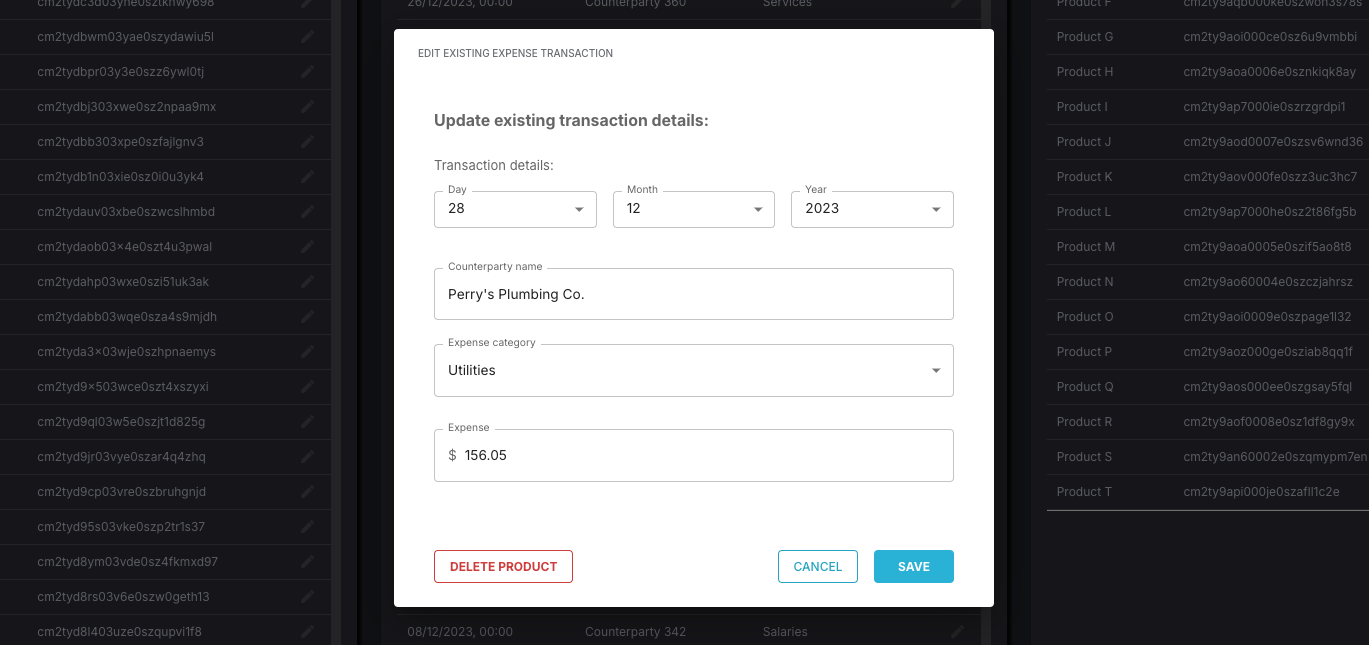 cm2tydc3d03yne0sztknwy698
cm2tydbwm03yae0szydawiu5l
cm2tydbpr03y3e0szz6ywl0tj
cm2tydbj303xwe0sz2npaa9mx
cm2tydbb303xpe0szfajlgnv3
cm2tydb1n03xie0sz0i0u3yk4
cm2tydauv03xbe0szwcslhmbd
cm2tydaob03x4e0szt4u3pwal
cm2tydahp03wxe0szi51uk3ak
cm2tydabb03wqe0sza4s9mjdh
cm2tyda3x03wje0szhpnaemys
cm2tyd9x503wce0szt4xszyxi
cm2tyd9ql03w5e0szjt1d825g
cm2tyd9jr03vye0szar4q4zhq
cm2tyd9cp03vre0szbruhgnjd
cm2tyd95s03vke0szp2tr1s37
cm2tyd8ym03vde0sz4fkmxd97
cm2tyd8rs03v6e0szw0geth13
cm2tyd8l403uze0szqupvi1f8
26/12/2023, 00:00 Counterparty 360 Services
EDIT EXISTING EXPENSE TRANSACTION
Update existing transaction details:
Transaction details:
Day Month Year
28 12 2023
Counterparty name
Perry's Plumbing Co.
Expense category
Utilities
Expense
$ 156.05
DELETE PRODUCT CANCEL SAVE
08/12/2023, 00:00 Counterparty 342 Salaries
Product F cm2ty9aqb000ke0szwon3s78s
Product G cm2ty9aoi000ce0sz6u9vmbbi
Product H cm2ty9aoa0006e0sznkiqk8ay
Product I cm2ty9ap7000ie0szrzgrdpi1
Product J cm2ty9aod0007e0szsv6wnd36
Product K cm2ty9aov000fe0szz3uc3hc7
Product L cm2ty9ap7000he0sz2t86fg5b
Product M cm2ty9aoa0005e0szif5ao8t8
Product N cm2ty9ao60004e0szczjahrsz
Product O cm2ty9aoi0009e0szpage1l32
Product P cm2ty9aoz000ge0sziab8qq1f
Product Q cm2ty9aos000ee0szgsay5fql
Product R cm2ty9aof0008e0sz1df8gy9x
Product S cm2ty9an60002e0szqmypm7en
Product T cm2ty9api000je0szafll1c2e